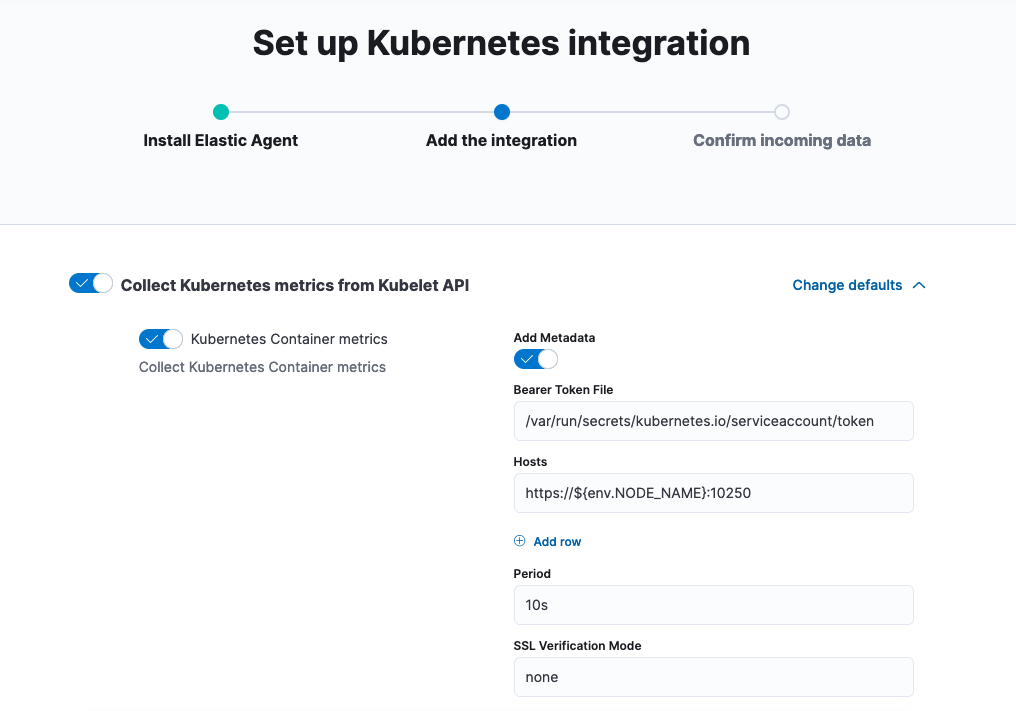 Set up Kubernetes integration
Install Elastic Agent
Add the integration
Confirm incoming data
Collect Kubernetes metrics from Kubelet API
Change defaults
Kubernetes Container metrics
Collect Kubernetes Container metrics
Add Metadata
Bearer Token File
/var/run/secrets/kubernetes.io/serviceaccount/token
Hosts
https://${env.NODE_NAME}:10250
Add row
Period
10s
SSL Verification Mode
none